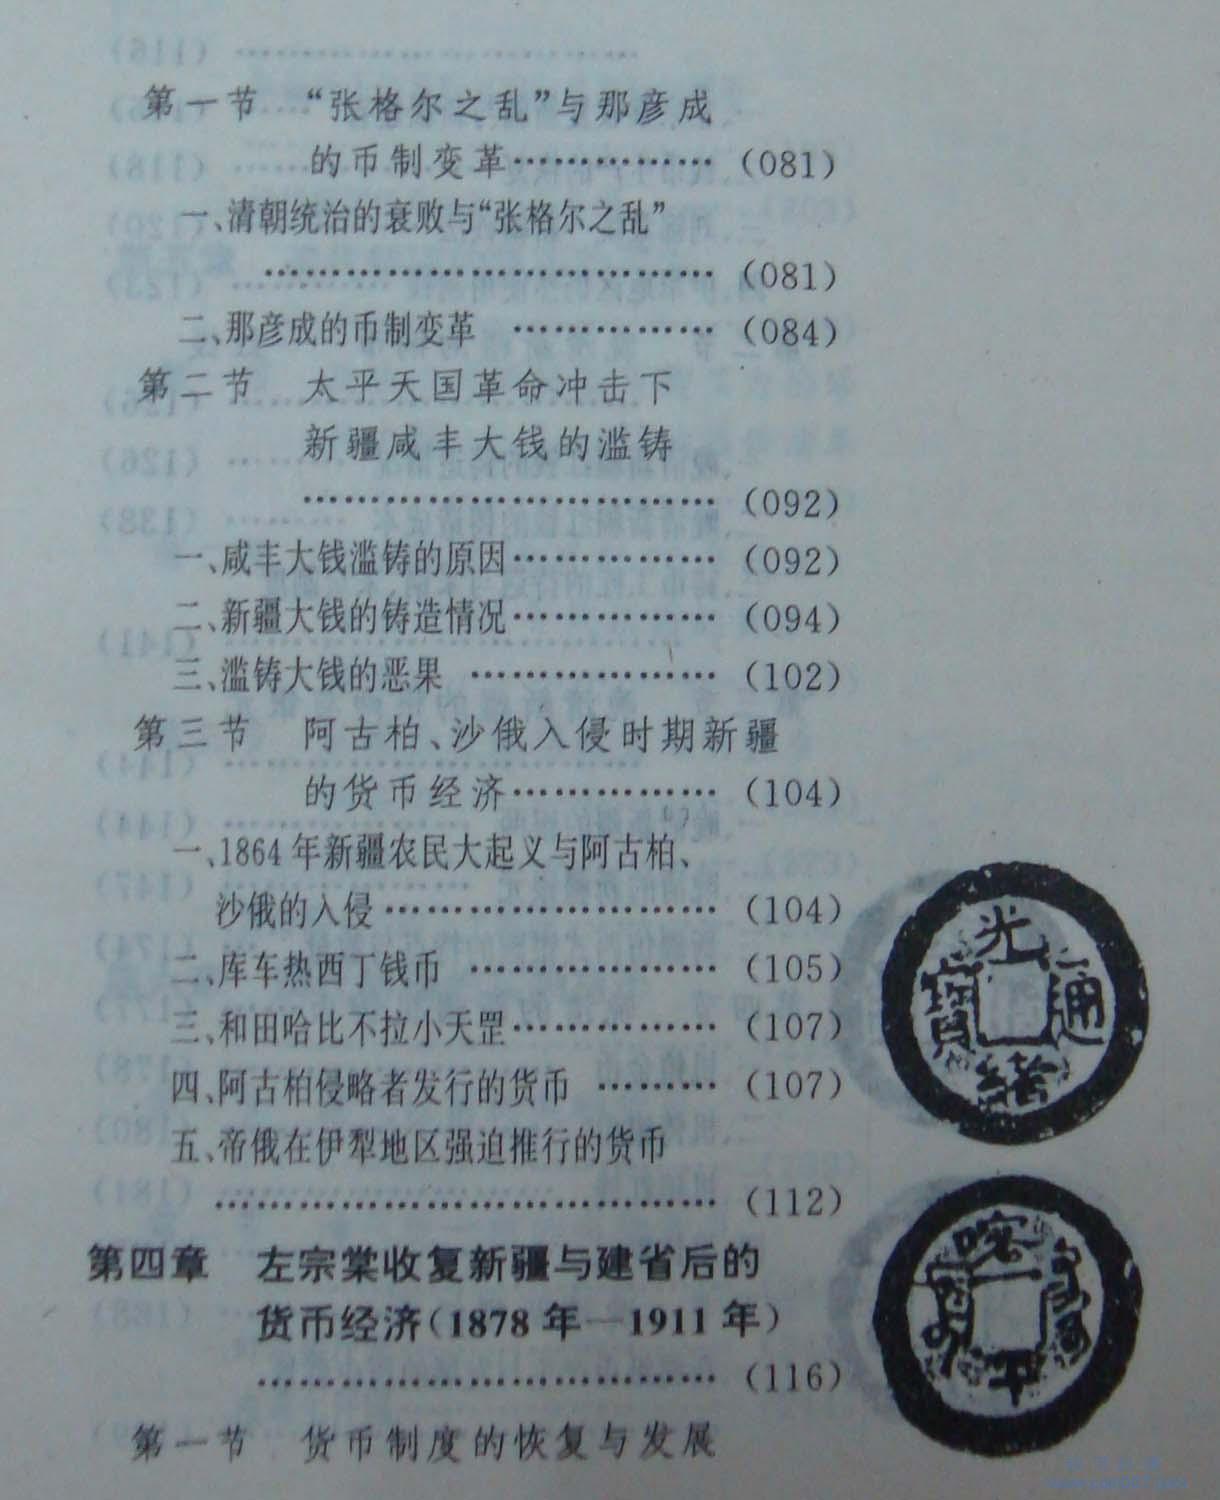 第一节 “张格尔之乱”与那彦成
的币制变革……………(081)
一、清朝统治的衰败与“张格尔之乱”
………………………………(081)
二、那彦成的币制变革 ……………(084)
第二节 太平天国革命冲击下
新疆咸丰大钱的滥铸
……………………………(092)
一、咸丰大钱滥铸的原因……………(092)
二、新疆大钱的铸造情况……………(094)
三、滥铸大钱的恶果 ………………(102)
第三节 阿古柏、沙俄入侵时期新疆
的货币经济……………(104)
一、1864年新疆农民大起义与阿古柏、
沙俄的入侵……………………(104)
二、库车热西丁钱币 ………………(105)
三、和田哈比不拉小天罡……………(107)
四、阿古柏侵略者发行的货币 ………(107)
五、帝俄在伊犁地区强迫推行的货币
…………………………………(112)
第四章 左宗棠收复新疆与建省后的
货币经济(1878年—1911年)
………………………………(116)
第一节 货币制度的恢复与发展
光緒通寶
喀十